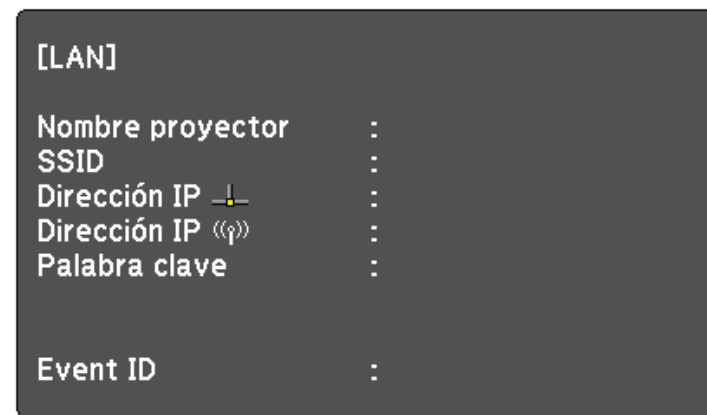 [LAN]
Nombre proyector :
SSID :
Dirección IP :
Dirección IP :
Palabra clave :
Event ID :